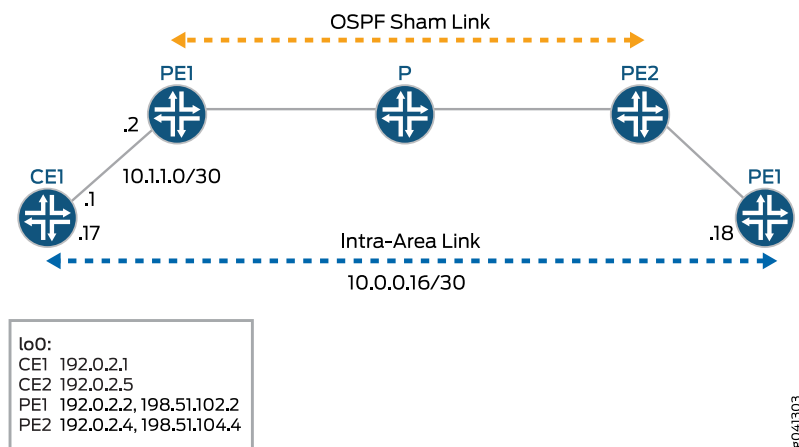 OSPF Sham Link
PE1
P
PE2
.2
10.1.1.0/30
CE1
PE1
.1
.17
Intra-Area Link
.18
10.0.0.16/30
lo0:
CE1 192.0.2.1
CE2 192.0.2.5
PE1 192.0.2.2, 198.51.102.2
PE2 192.0.2.4, 198.51.104.4
g041303